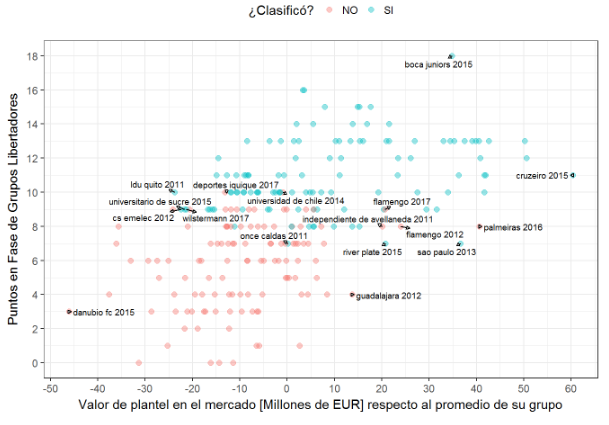 ¿Clasificó? NO SI
Puntos en Fase de Grupos Libertadores
18
16
14
12
10
8
6
4
2
0
boca juniors 2015
cruzeiro 2015
ldu quito 2011
deportes iquique 2017
universitario de sucre 2015
universidad de chile 2014
flamengo 2017
cs emelec 2012
wilstermann 2017
independiente de avellaneda 2011
palmeiras 2016
once caldas 2011
flamengo 2012
river plate 2015
sao paulo 2013
guadalajara 2012
danubio fc 2015
-50 -40 -30 -20 -10 0 10 20 30 40 50 60
Valor de plantel en el mercado [Millones de EUR] respecto al promedio de su grupo